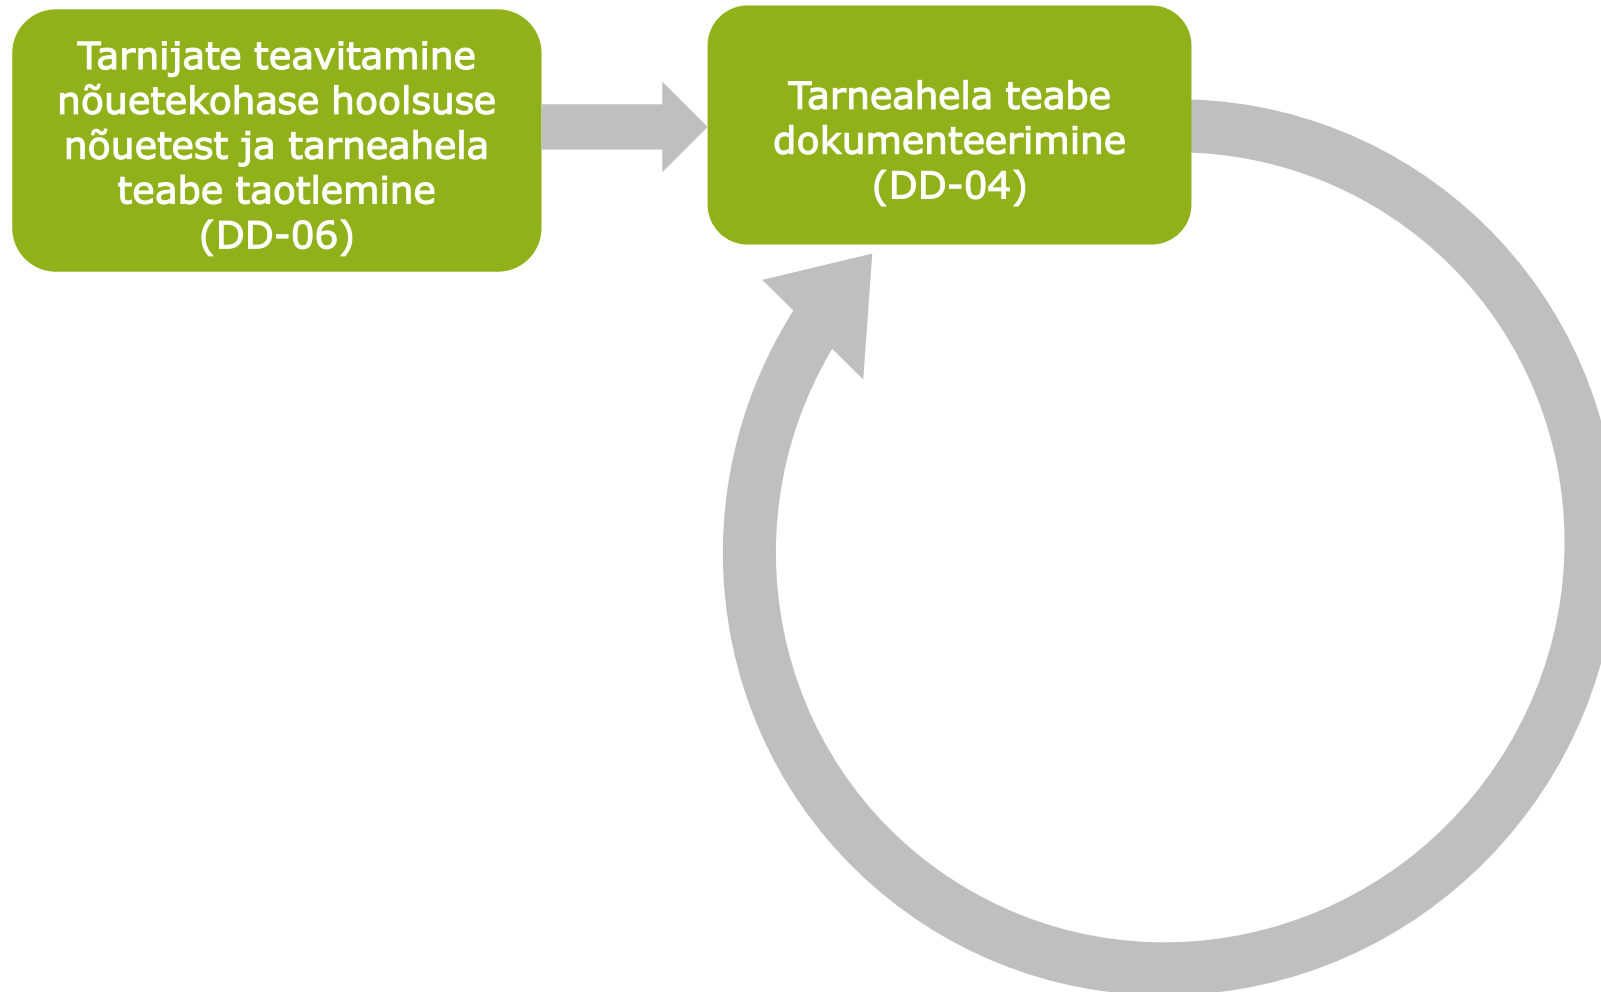 Tarnijate teavitamine
nõuetekohase hoolsuse
nõuetest ja tarneahela
teabe taotlemine
(DD-06)
Tarneahela teabe
dokumenteerimine
(DD-04)